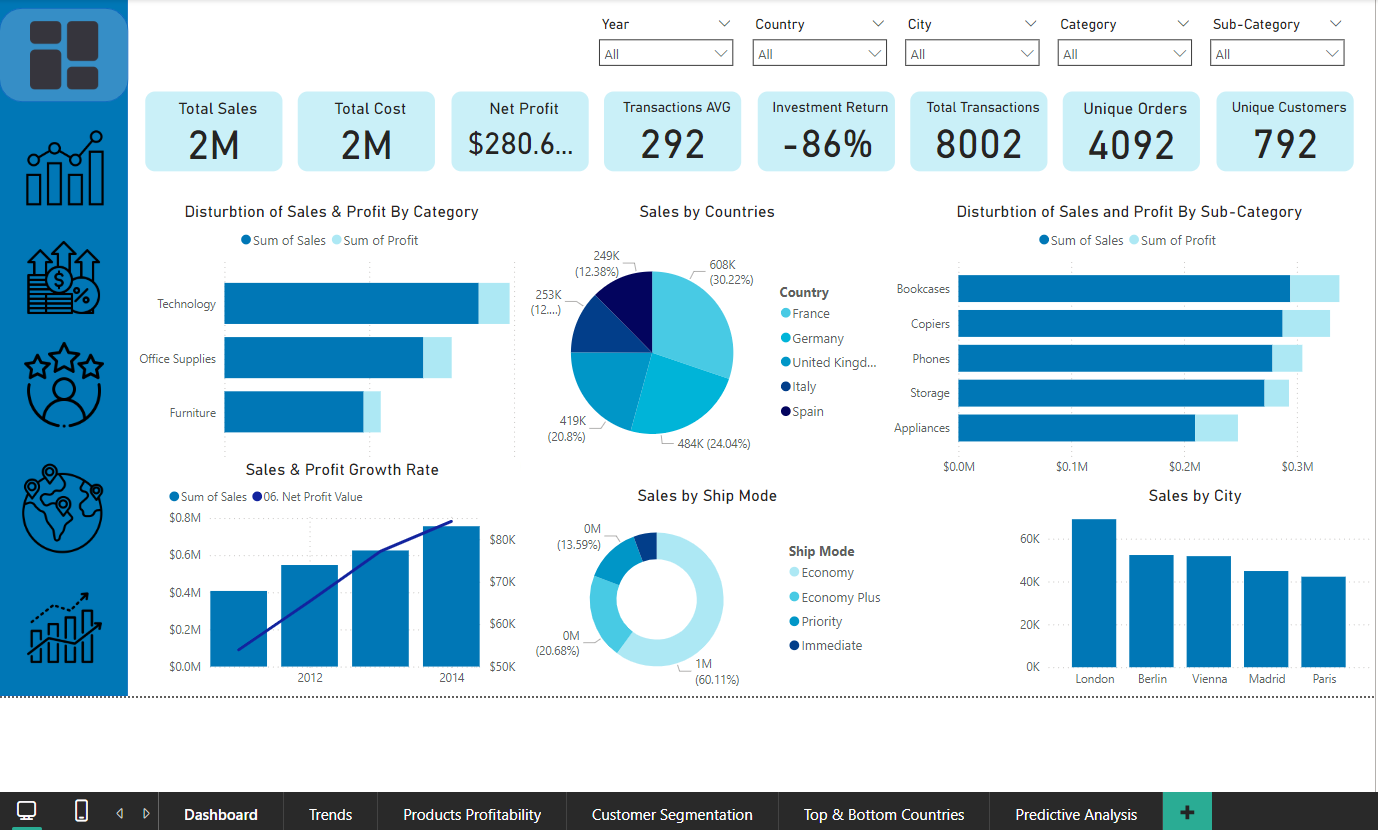 Year Country City Category Sub-Category
All All All All All
Total Sales Total Cost Net Profit Transactions AVG Investment Return Total Transactions Unique Orders Unique Customers
2M 2M $280.6... 292 -86% 8002 4092 792
Disturbtion of Sales & Profit By Category
Sum of Sales Sum of Profit
Technology
Office Supplies
Furniture
Sales by Countries
249K
(12.38%)
608K
(30.22%)
253K
(12....)
419K
(20.8%)
484K (24.04%)
Country
France
Germany
United Kingd...
Italy
Spain
Disturbtion of Sales and Profit By Sub-Category
Sum of Sales Sum of Profit
Bookcases
Copiers
Phones
Storage
Appliances
$0.0M $0.1M $0.2M $0.3M
Sales & Profit Growth Rate
Sum of Sales 06. Net Profit Value
$0.8M
$0.6M
$0.4M
$0.2M
$0.0M
$80K
$70K
$60K
$50K
2012 2014
Sales by Ship Mode
0M
(13.59%)
0M
(20.68%)
1M
(60.11%)
Ship Mode
Economy
Economy Plus
Priority
Immediate
Sales by City
60K
40K
20K
0K
London Berlin Vienna Madrid Paris
Dashboard Trends Products Profitability Customer Segmentation Top & Bottom Countries Predictive Analysis +